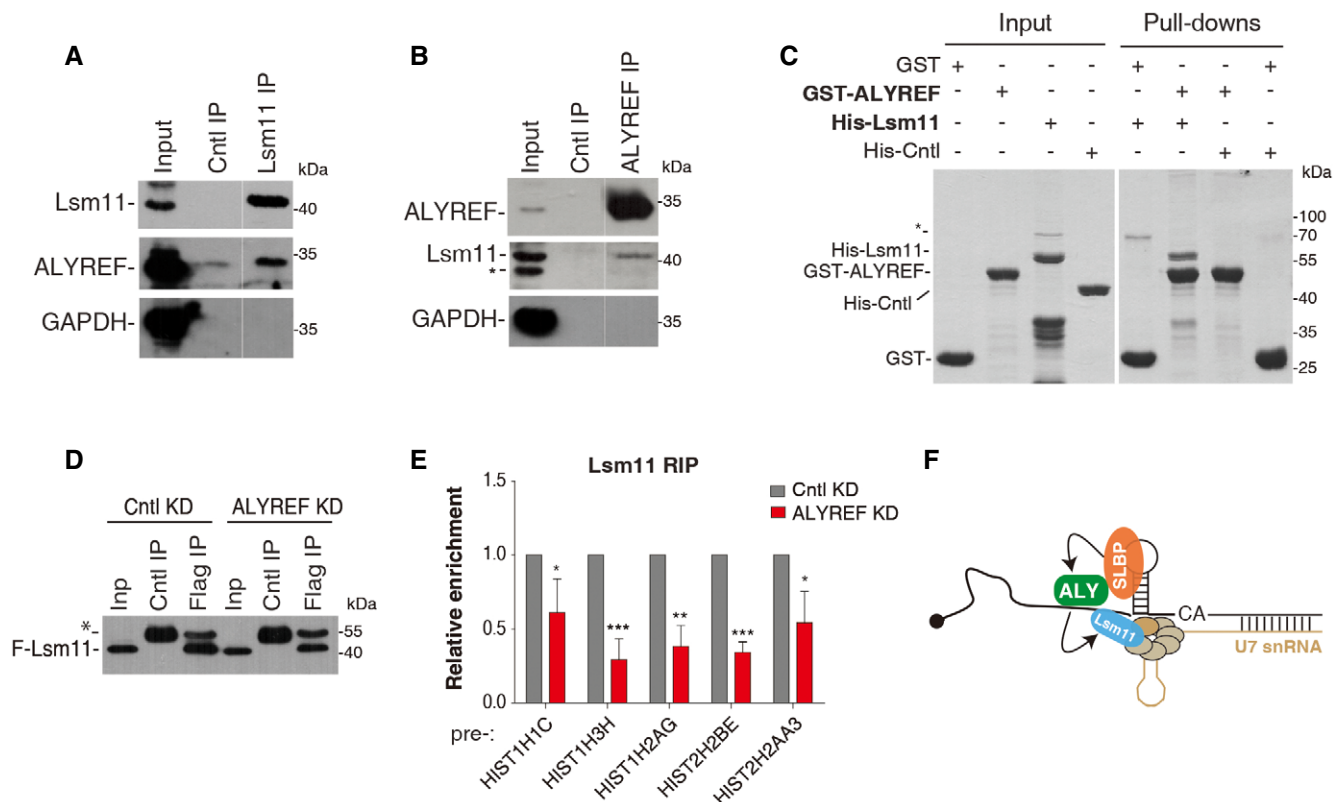 A
Input
Cntl IP
Lsm11 IP
kDa
Lsm11-
-40
ALYREF-
-35
GAPDH-
-35
B
Input
Cntl IP
ALYREF IP
kDa
ALYREF-
-35
Lsm11-
*-
-40
GAPDH-
-35
C
Input Pull-downs
GST + - - - + - - +
GST-ALYREF - + - - - + + -
His-Lsm11 - - + - + + - -
His-Cntl - - - + - - + +
kDa
*-
His-Lsm11-
GST-ALYREF-
His-Cntl
GST-
-100
-70
-55
-40
-35
-25
D
Cntl KD ALYREF KD
Inp
Cntl IP
Flag IP
Inp
Cntl IP
Flag IP
kDa
*-
F-Lsm11-
-55
-40
E
Lsm11 RIP
Cntl KD
ALYREF KD
Relative enrichment
1.5
1.0
0.5
0.0
*
***
**
***
*
pre-:
HIST1H1C
HIST1H3H
HIST1H2AG
HIST2H2BE
HIST2H2AA3
F
SLBP
ALY
Lsm11
CA
U7 snRNA